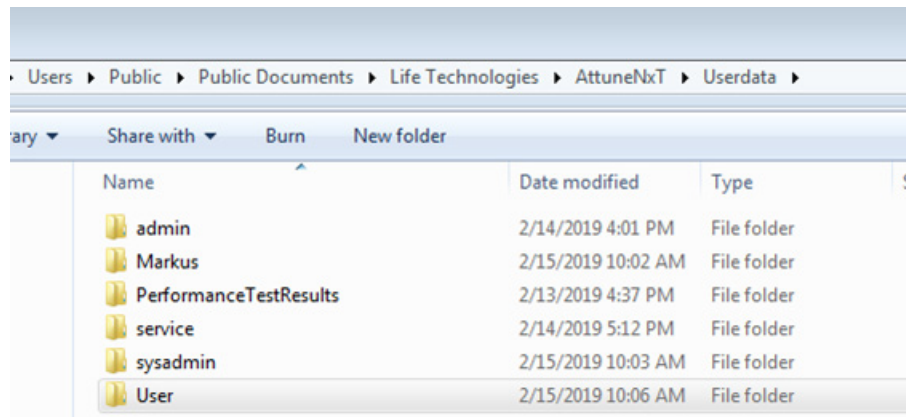 Users ▸ Public ▸ Public Documents ▸ Life Technologies ▸ AttuneNxT ▸ Userdata ▸
Share with ▾ Burn New folder
Name Date modified Type
admin 2/14/2019 4:01 PM File folder
Markus 2/15/2019 10:02 AM File folder
PerformanceTestResults 2/13/2019 4:37 PM File folder
service 2/14/2019 5:12 PM File folder
sysadmin 2/15/2019 10:03 AM File folder
User 2/15/2019 10:06 AM File folder